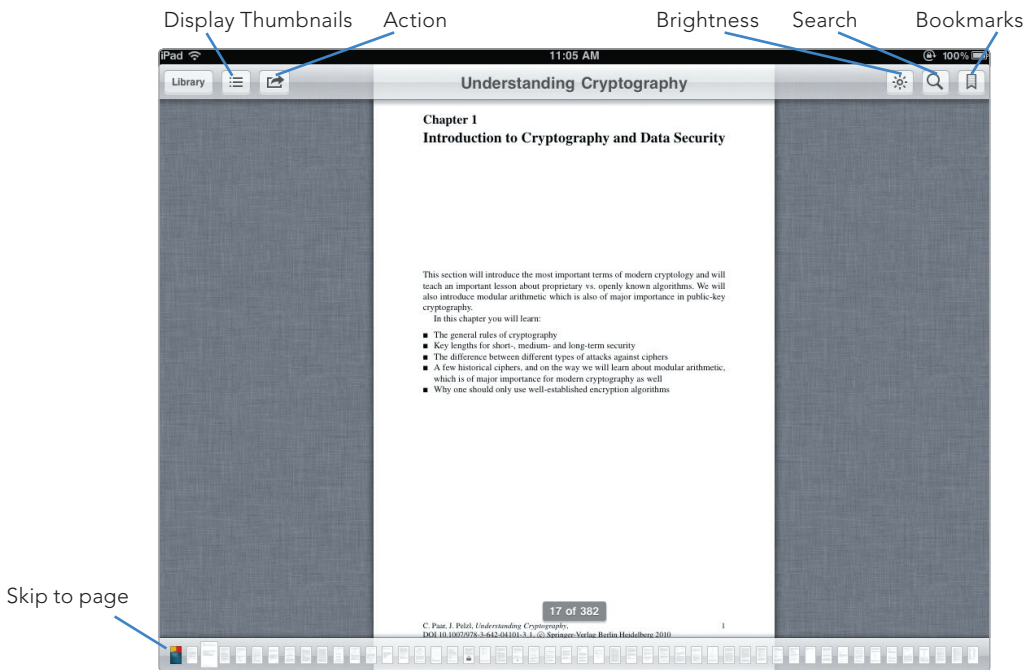 Display Thumbnails Action Brightness Search Bookmarks
iPad 11:05 AM 100%
Library Understanding Cryptography
Chapter 1
Introduction to Cryptography and Data Security
This section will introduce the most important terms of modern cryptology and will
teach an important lesson about proprietary vs. openly known algorithms. We will
also introduce modular arithmetic which is also of major importance in public-key
cryptography.
In this chapter you will learn:
■ The general rules of cryptography
■ Key lengths for short-, medium- and long-term security
■ The difference between different types of attacks against ciphers
■ A few historical ciphers, and on the way we will learn about modular arithmetic,
which is of major importance for modern cryptography as well
■ Why one should only use well-established encryption algorithms
Skip to page
17 of 382
C. Paar, J. Pelzl, Understanding Cryptography, 1
DOI 10.1007/978-3-642-04101-3_1, © Springer-Verlag Berlin Heidelberg 2010